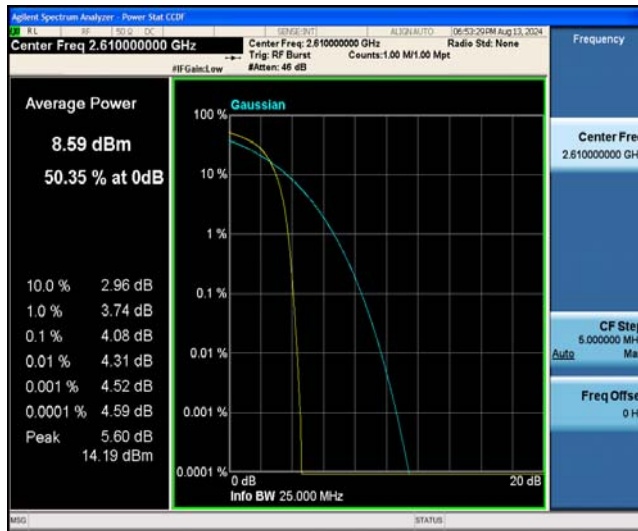 Agilent Spectrum Analyzer - Power Stat CCDF
RL RF 50 Ω DC SENSE:INT ALIGN AUTO 06:53:29 PM Aug 13, 2024
Center Freq 2.610000000 GHz
Center Freq: 2.610000000 GHz Radio Std: None
Trig: RF Burst Counts:1.00 M/1.00 Mpt
#IFGain:Low #Atten: 46 dB
Frequency
Average Power
8.59 dBm
50.35 % at 0dB
10.0 % 2.96 dB
1.0 % 3.74 dB
0.1 % 4.08 dB
0.01 % 4.31 dB
0.001 % 4.52 dB
0.0001 % 4.59 dB
Peak 5.60 dB
14.19 dBm
Gaussian
100 %
10 %
1 %
0.1 %
0.01 %
0.001 %
0.0001 %
0 dB 20 dB
Info BW 25.000 MHz
Center Fre
2.610000000 GH
CF Ste
5.000000 MH
Auto Ma
Freq Offse
0 H
MSG STATUS